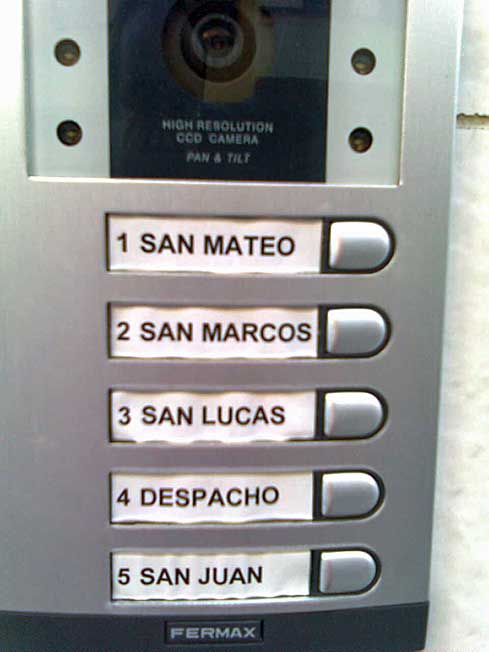 HIGH RESOLUTION
CCD CAMERA
PAN & TILT
1 SAN MATEO
2 SAN MARCOS
3 SAN LUCAS
4 DESPACHO
5 SAN JUAN
FERMAX